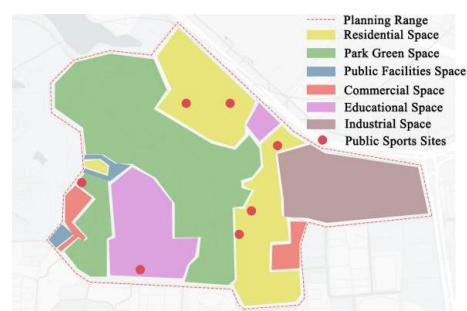 Planning Range
Residential Space
Park Green Space
Public Facilities Space
Commercial Space
Educational Space
Industrial Space
Public Sports Sites